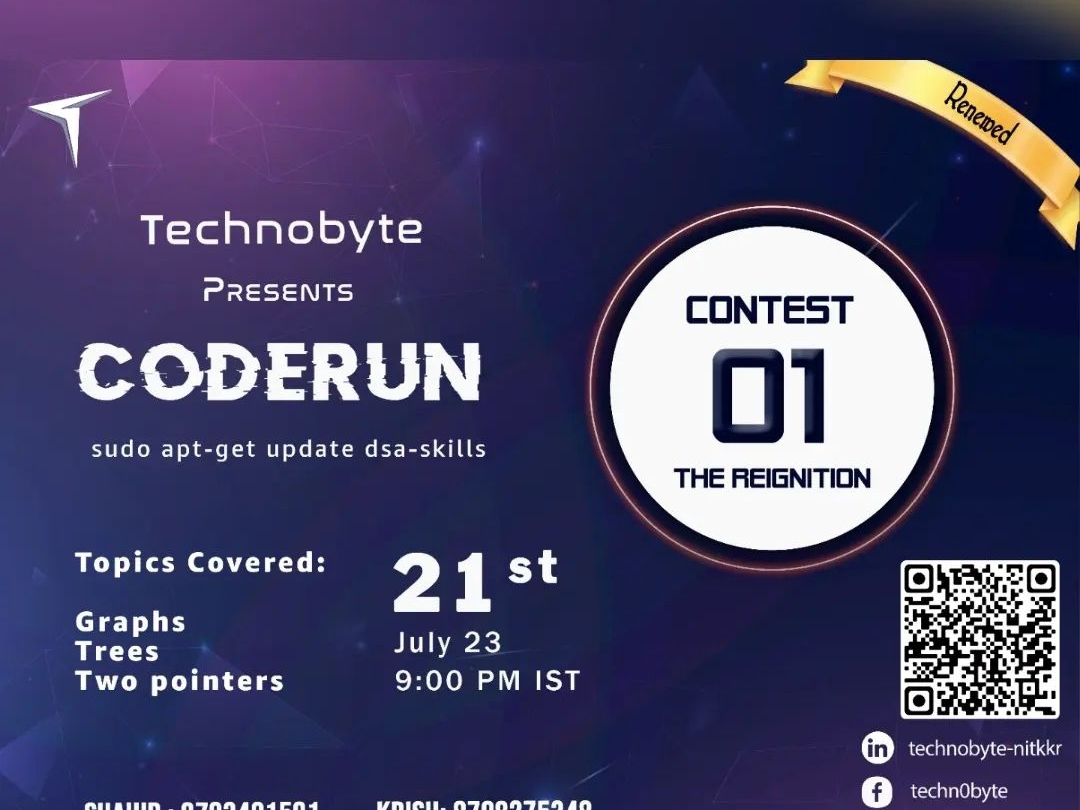 Renewed
Technobyte
PRESENTS
CODERUN
sudo apt-get update dsa-skills
CONTEST
01
THE REIGNITION
Topics Covered:
Graphs
Trees
Two pointers
21st
July 23
9:00 PM IST
in technobyte-nitkkr
f techn0byte